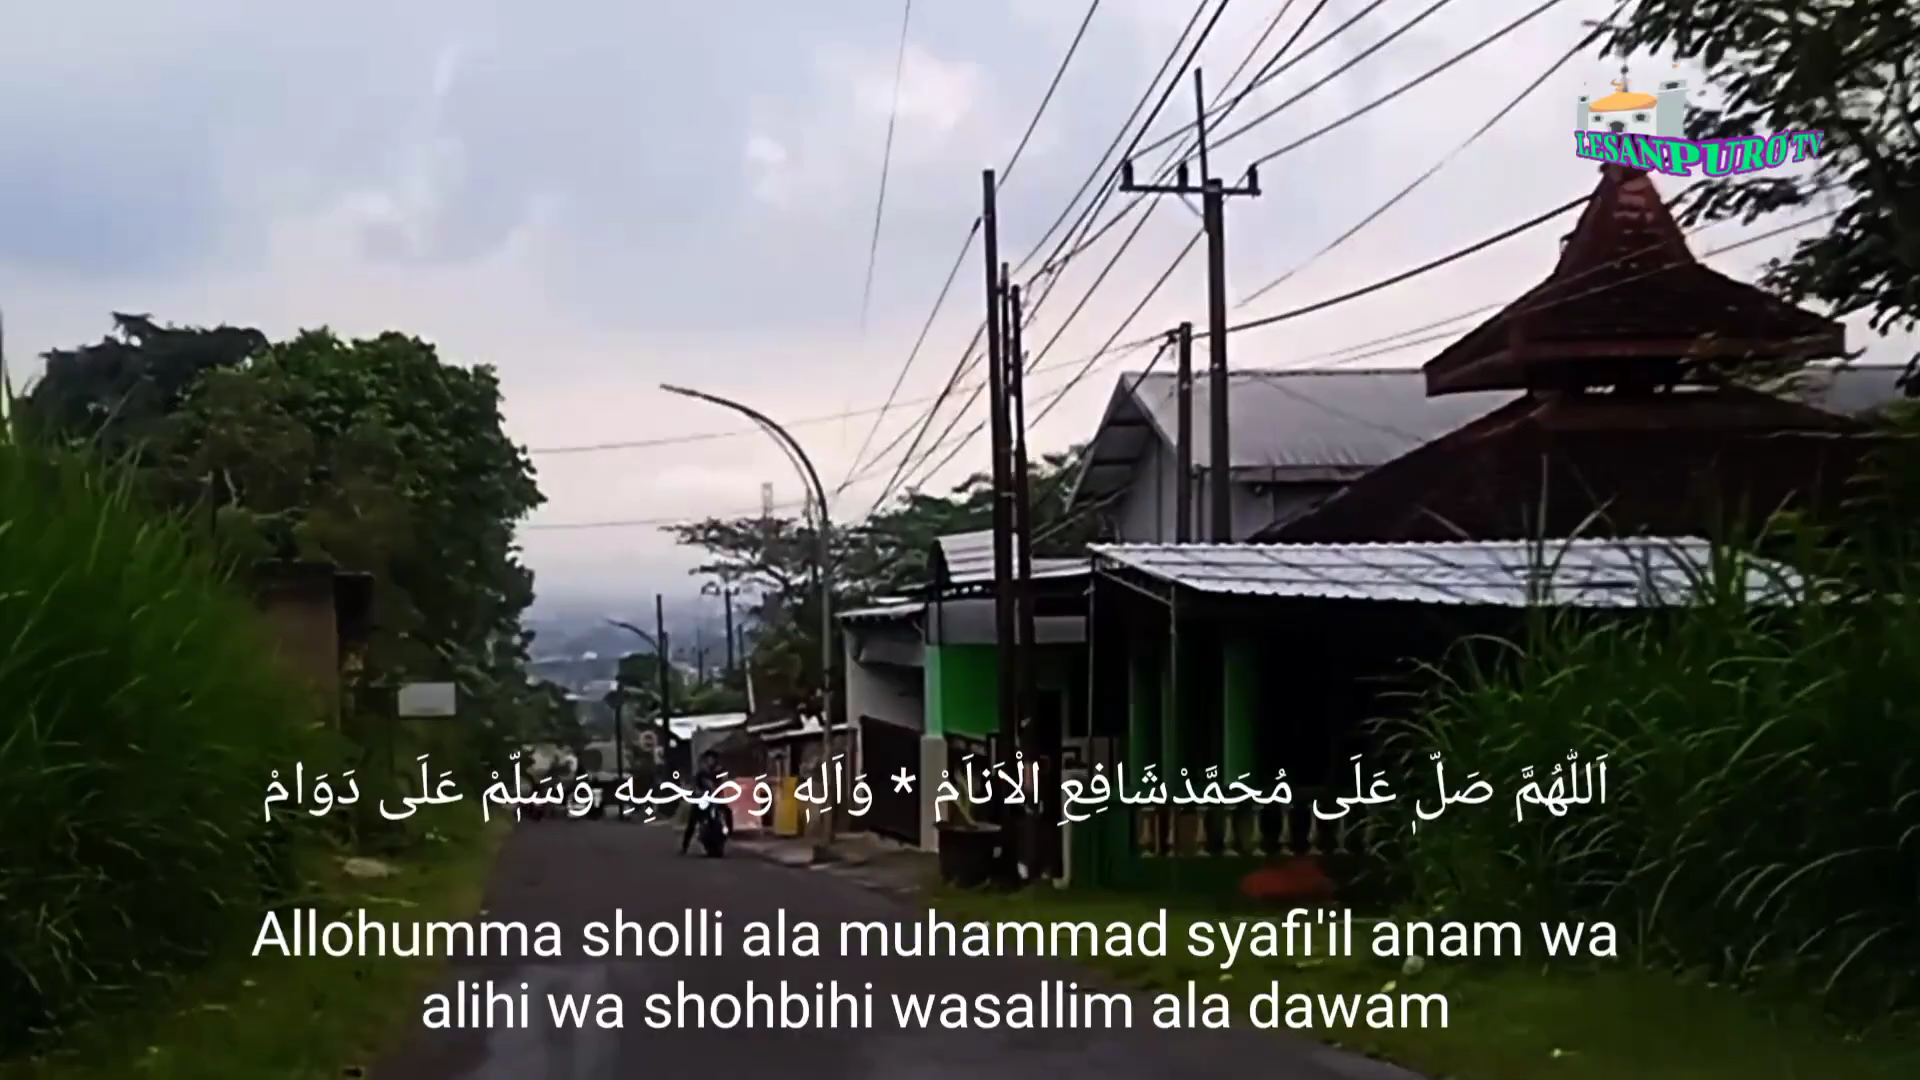 LESANPURO TV
اَللّٰهُمَّ صَلِّ عَلَى مُحَمَّدْشَافِعِ الْاَناَمْ * وَآَلِهٖ وَصَحْبِهِ وَسَلِّمْ عَلَى دَوَامْ
Allohumma sholli ala muhammad syafi'il anam wa
alihi wa shohbihi wasallim ala dawam